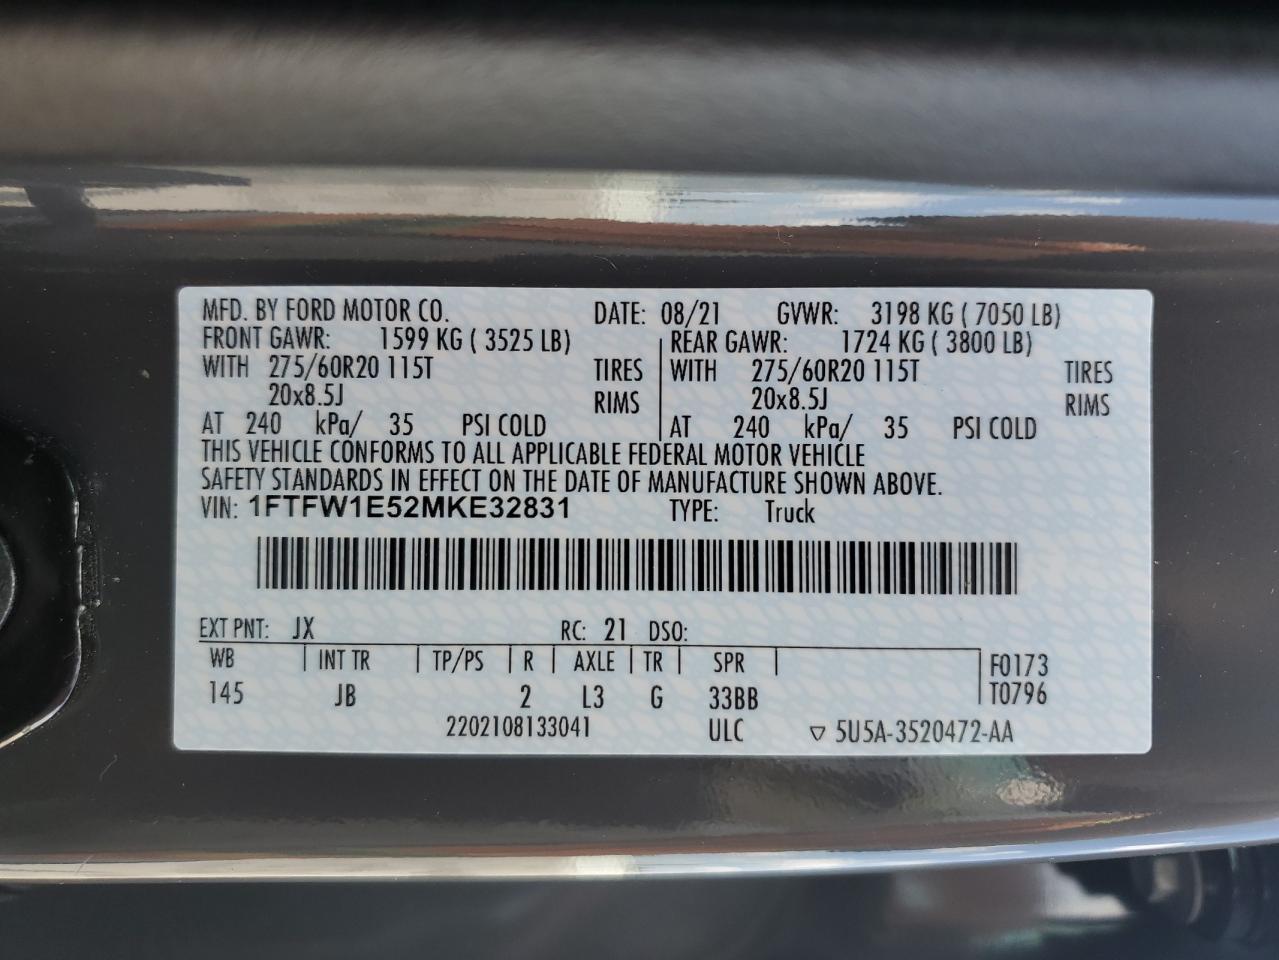 MFD. BY FORD MOTOR CO. DATE: 08/21 GVWR: 3198 KG ( 7050 LB)
FRONT GAWR: 1599 KG ( 3525 LB) REAR GAWR: 1724 KG ( 3800 LB)
WITH 275/60R20 115T TIRES WITH 275/60R20 115T TIRES
20x8.5J RIMS 20x8.5J RIMS
AT 240 kPa/ 35 PSI COLD AT 240 kPa/ 35 PSI COLD
THIS VEHICLE CONFORMS TO ALL APPLICABLE FEDERAL MOTOR VEHICLE
SAFETY STANDARDS IN EFFECT ON THE DATE OF MANUFACTURE SHOWN ABOVE.
VIN: 1FTFW1E52MKE32831 TYPE: Truck
EXT PNT: JX RC: 21 DSO:
WB INT TR TP/PS R AXLE TR SPR F0173
145 JB 2 L3 G 33BB T0796
2202108133041 ULC ▽ 5U5A-3520472-AA